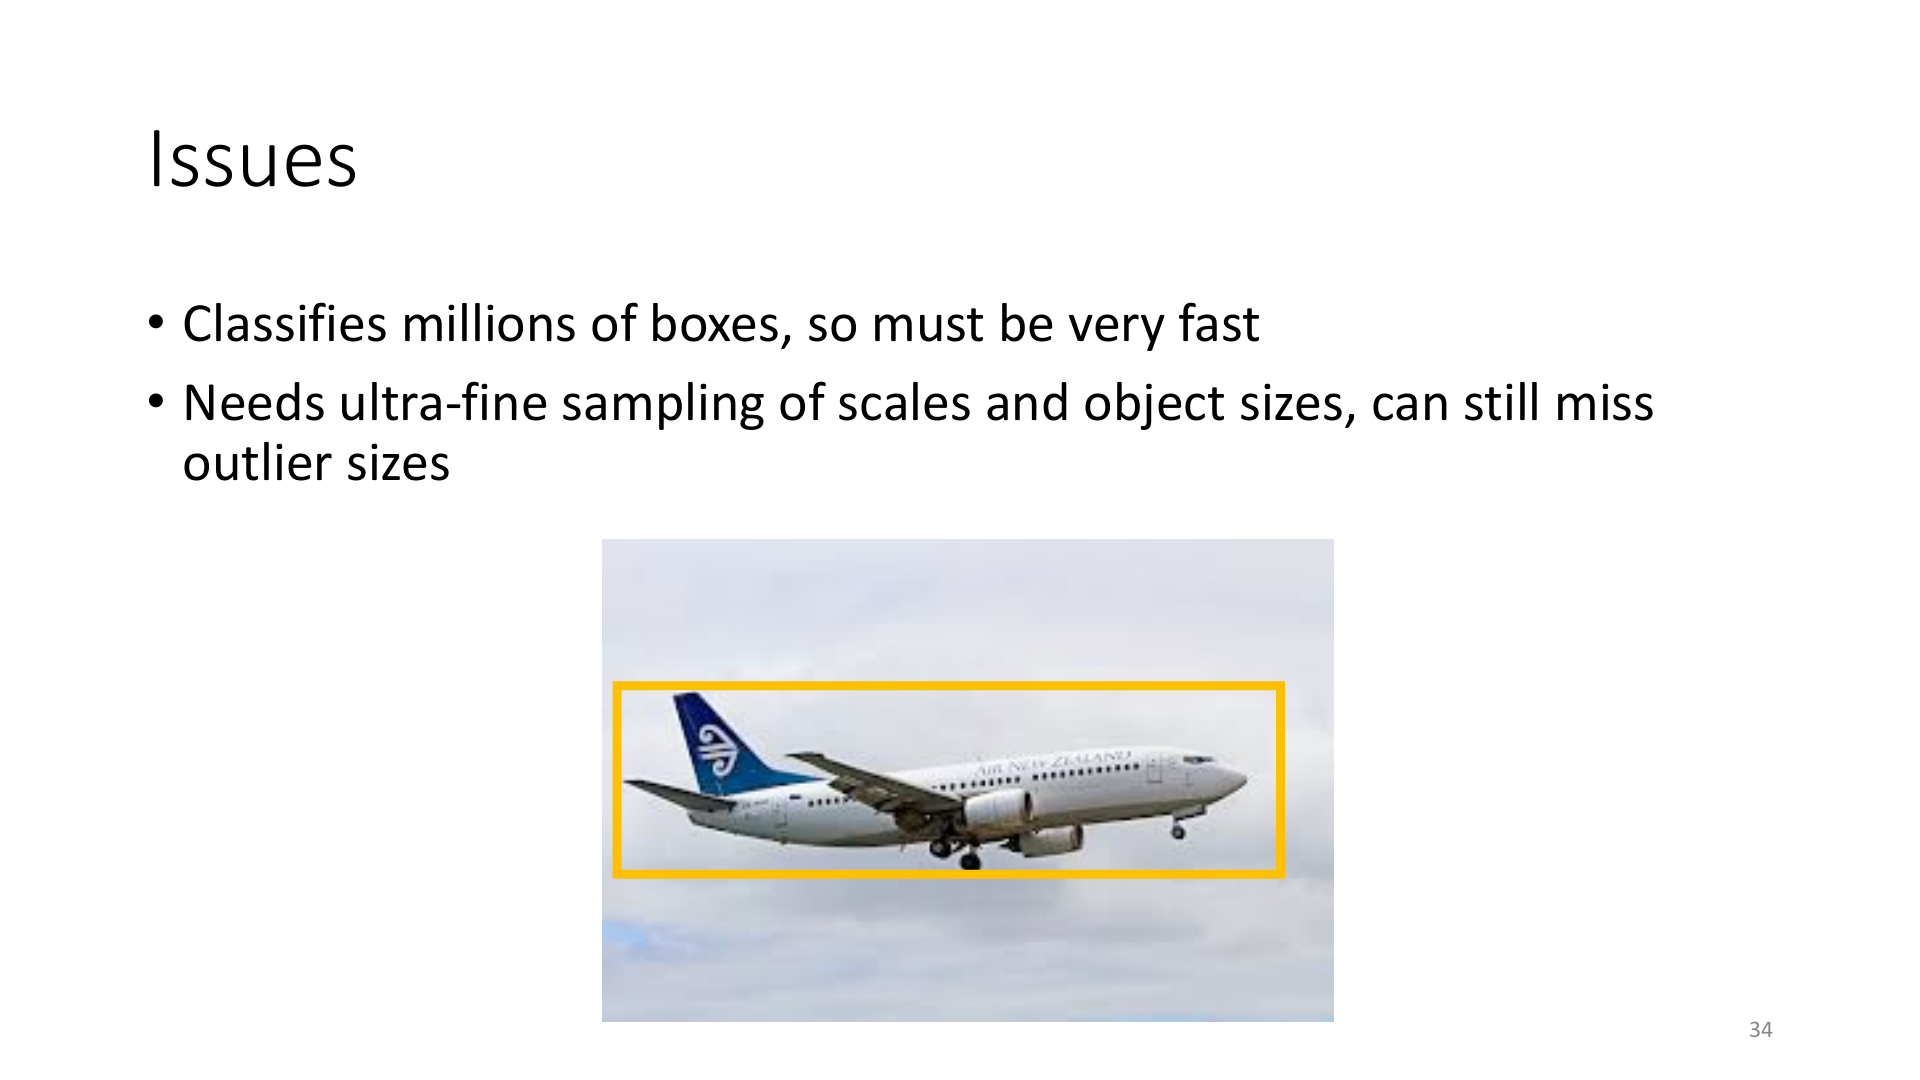 Issues
• Classifies millions of boxes, so must be very fast
• Needs ultra-fine sampling of scales and object sizes, can still miss
outlier sizes
AIR NEW ZEALAND
34